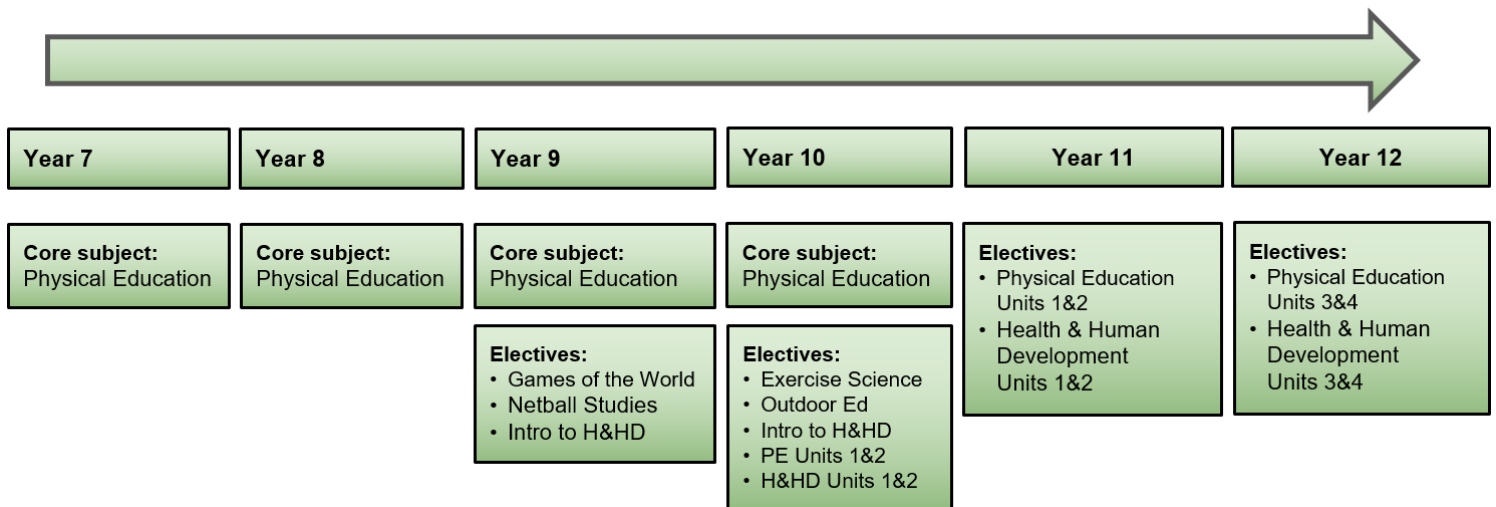 Year 7
Year 8
Year 9
Year 10
Year 11
Year 12
Core subject:
Physical Education
Core subject:
Physical Education
Core subject:
Physical Education
Core subject:
Physical Education
Electives:
• Physical Education
Units 1&2
• Health & Human
Development
Units 1&2
Electives:
• Physical Education
Units 3&4
• Health & Human
Development
Units 3&4
Electives:
• Games of the World
• Netball Studies
• Intro to H&HD
Electives:
• Exercise Science
• Outdoor Ed
• Intro to H&HD
• PE Units 1&2
• H&HD Units 1&2